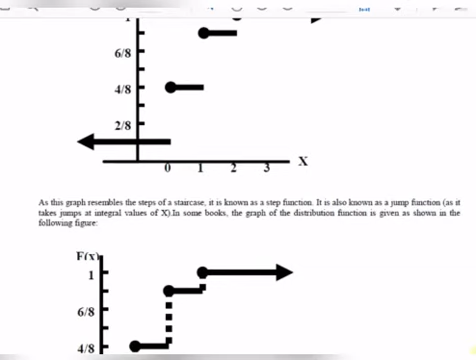 1
6/8
4/8
2/8
0 1 2 3 X
As this graph resembles the steps of a staircase, it is known as a step function. It is also known as a jump function (as it
takes jumps at integral values of X).In some books, the graph of the distribution function is given as shown in the
following figure:
F(x)
1
6/8
4/8